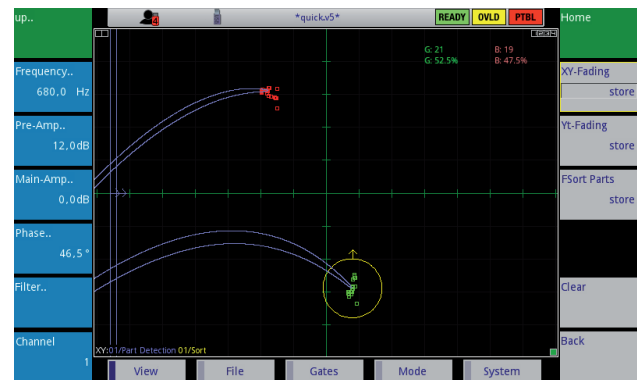 up..
4
*quick.v5*
READY
OVLD
PTBL
Home
G: 21
B: 19
G: 52.5%
B: 47.5%
Frequency..
680,0 Hz
XY-Fading
store
Pre-Amp..
12,0dB
Yt-Fading
store
Main-Amp..
0,0dB
FSort Parts
store
Phase..
46,5°
Filter..
Clear
Channel
1
Back
XY:01/Part Detection 01/Sort
View
File
Gates
Mode
System